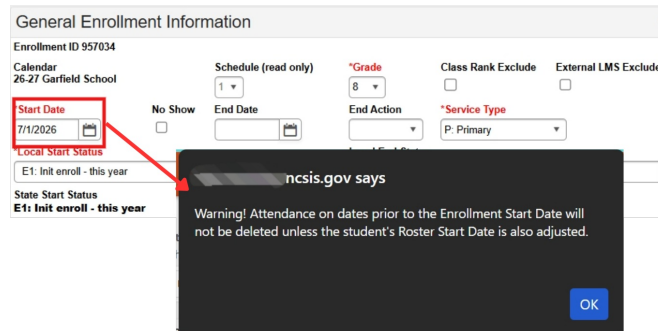 General Enrollment Information
Enrollment ID 957034
Calendar Schedule (read only) *Grade Class Rank Exclude External LMS Exclude
26-27 Garfield School
1 8
*Start Date No Show End Date End Action *Service Type
7/1/2026 P: Primary
*Local Start Status
E1: Init enroll - this year
State Start Status
E1: Init enroll - this year
ncsis.gov says
Warning! Attendance on dates prior to the Enrollment Start Date will
not be deleted unless the student's Roster Start Date is also adjusted.
OK